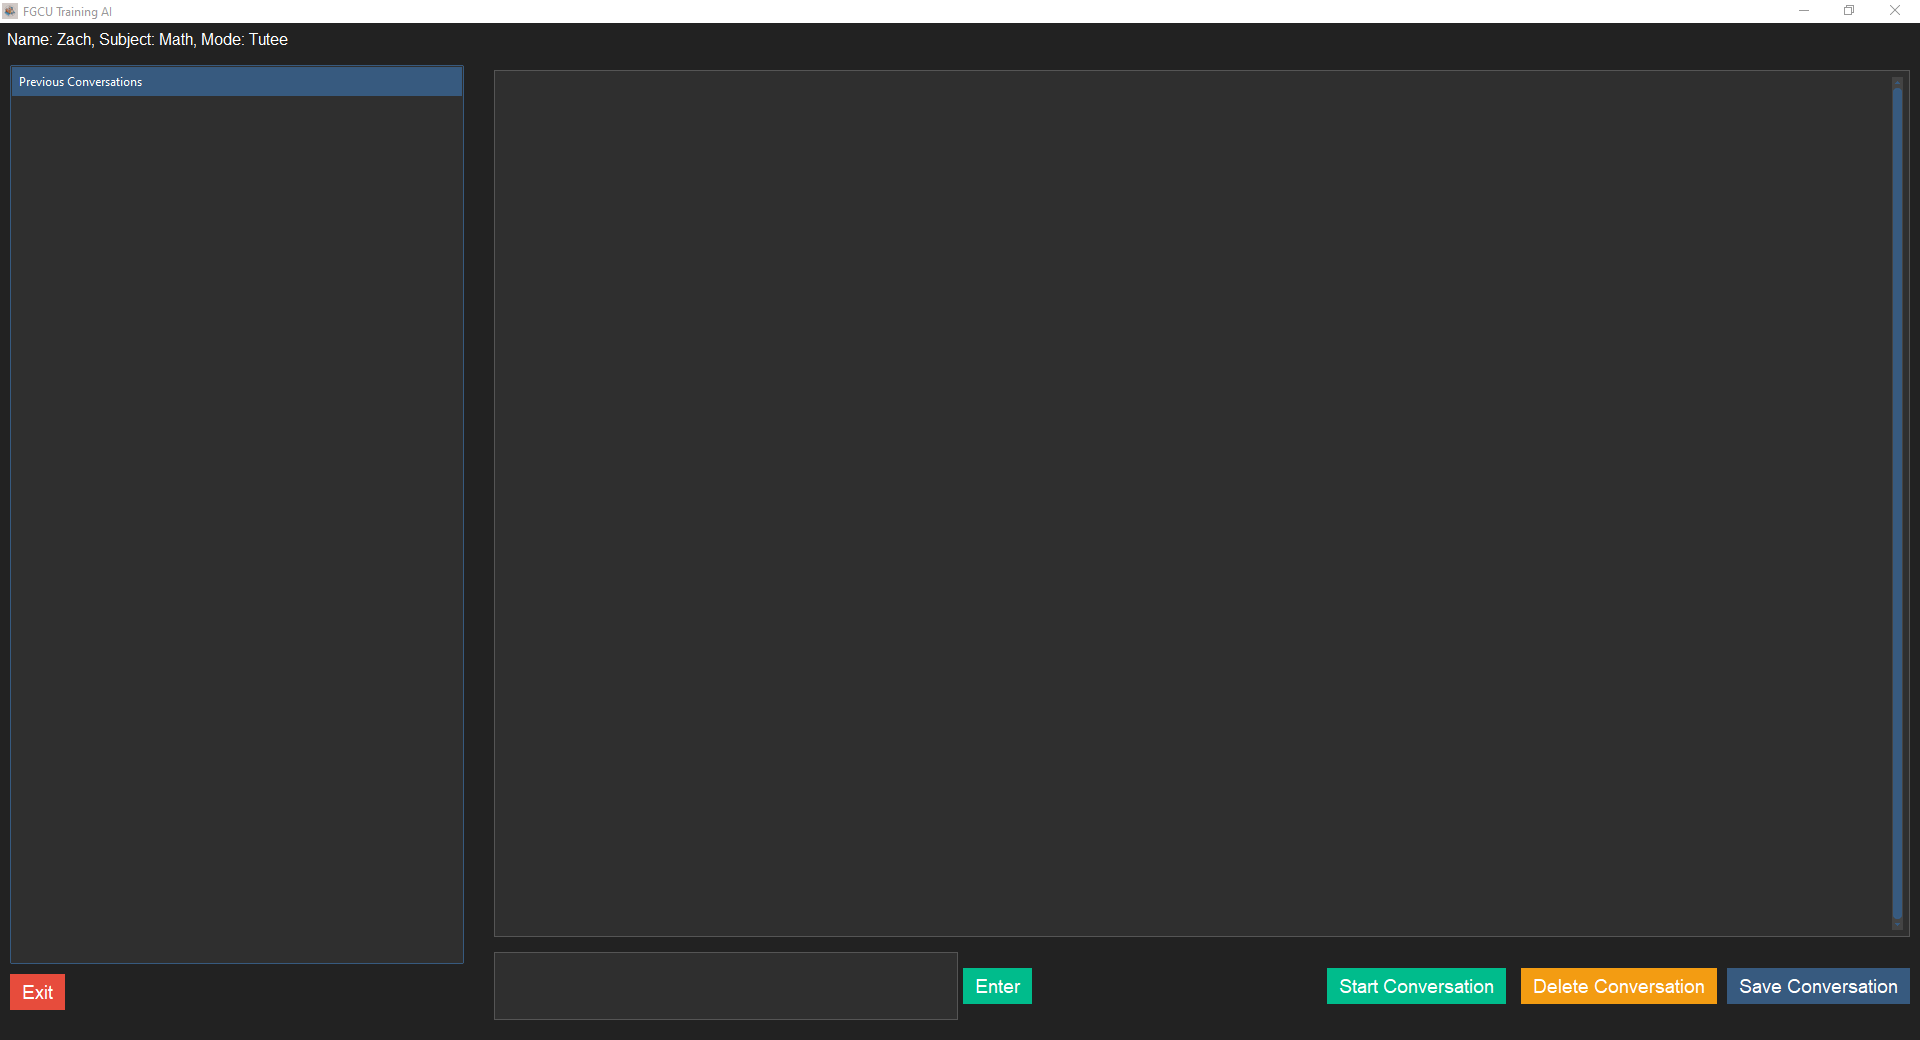 FGCU Training AI
Name: Zach, Subject: Math, Mode: Tutee
Previous Conversations
Exit
Enter
Start Conversation
Delete Conversation
Save Conversation